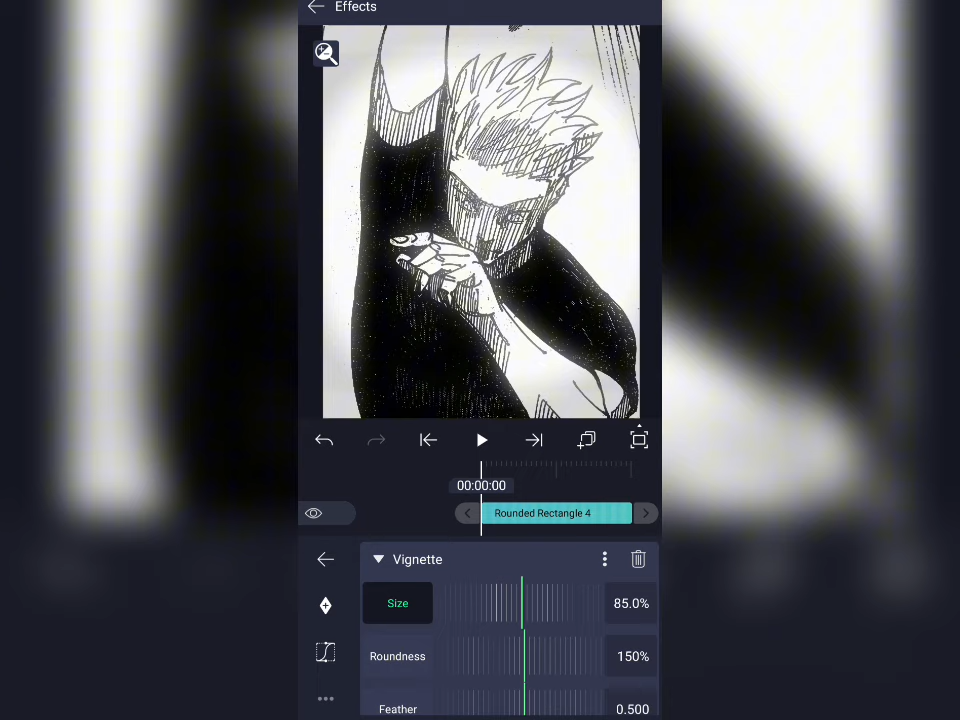 Effects
00:00:00
Rounded Rectangle 4
Vignette
Size
85.0%
Roundness
150%
Feather
0.500